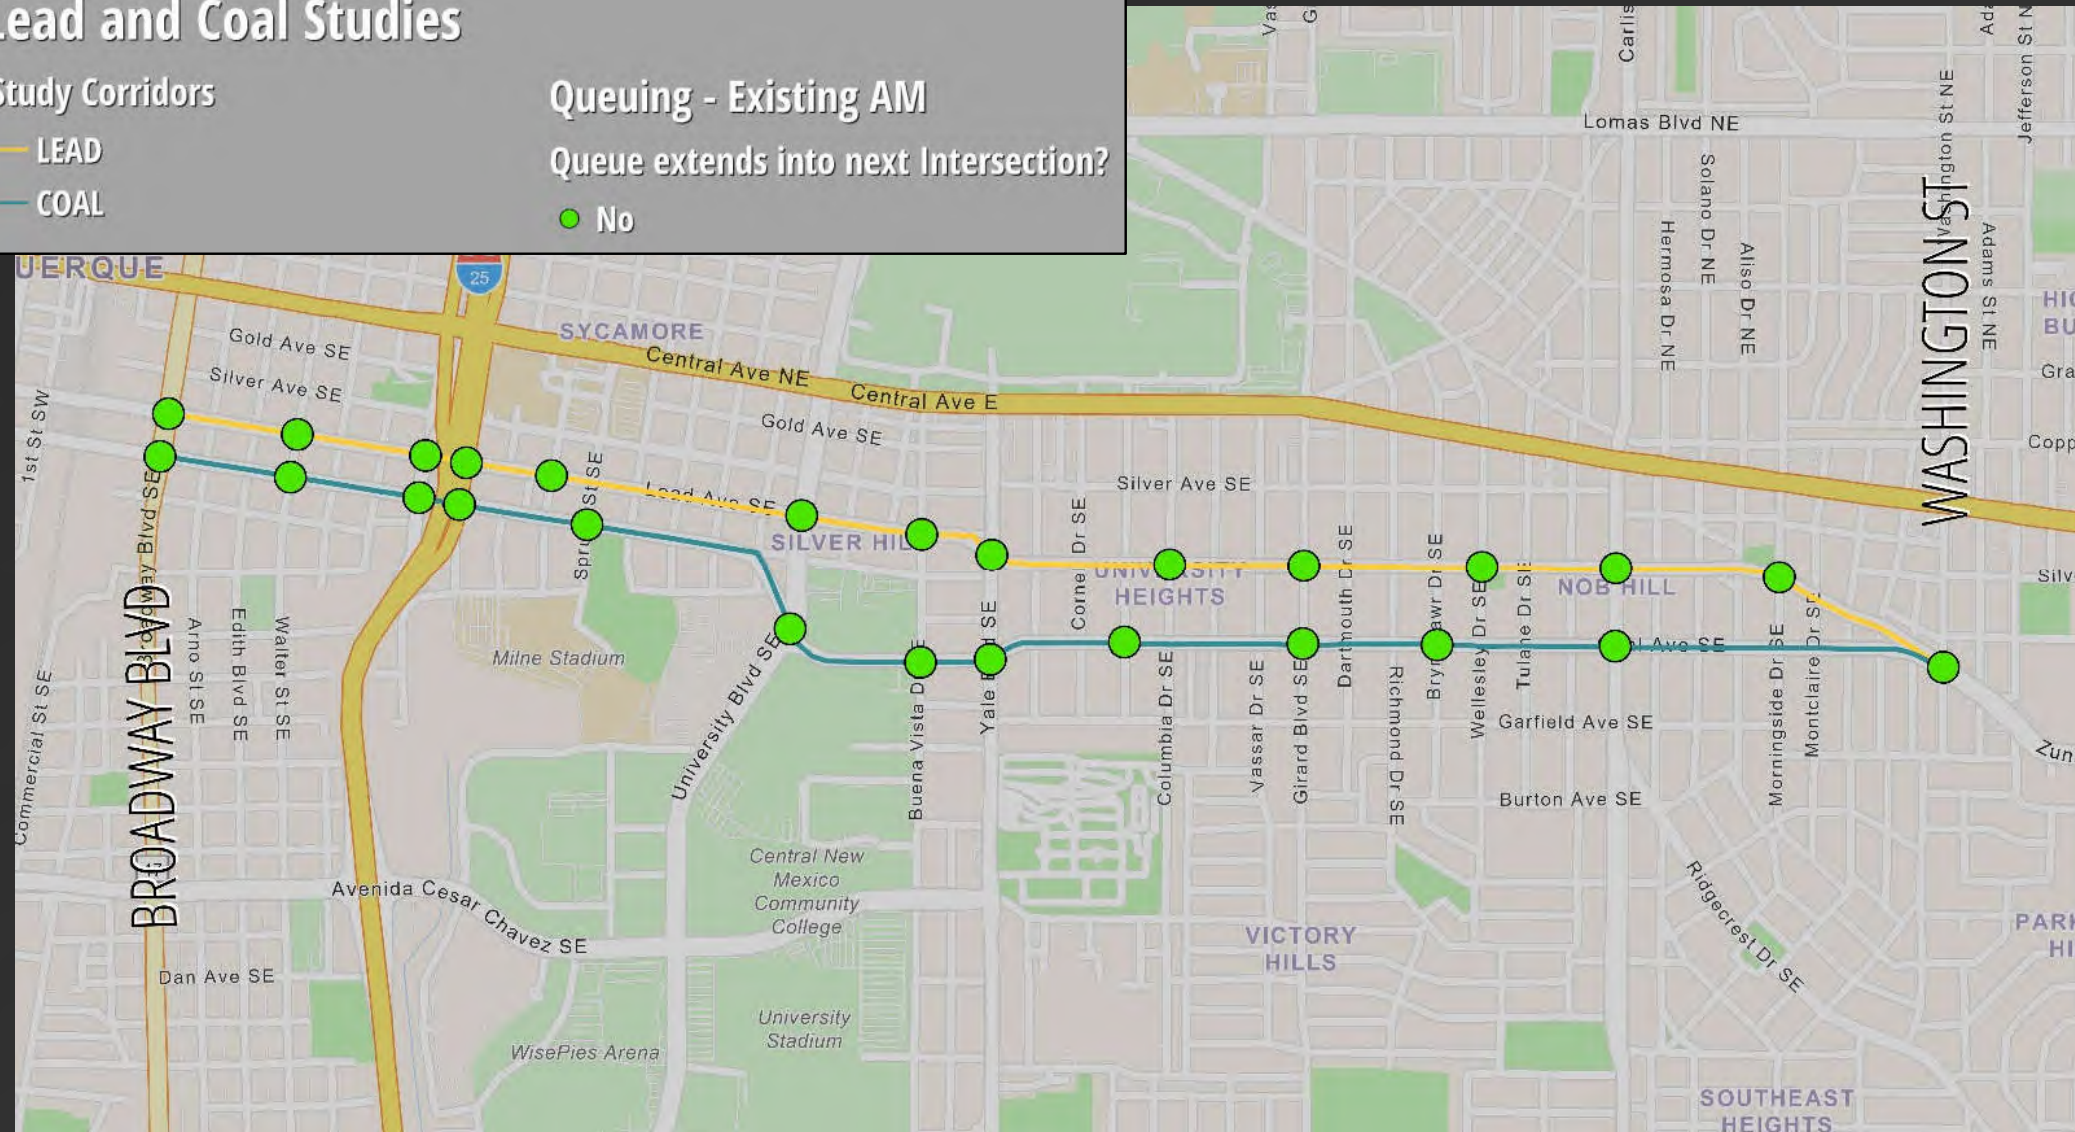 Lead and Coal Studies
Study Corridors
LEAD
COAL
Queuing - Existing AM
Queue extends into next Intersection?
No
Lomas Blvd NE
Carlis
Washington St NE
Jefferson St N
Solano Dr NE
Hermosa Dr NE
Aliso Dr NE
Adams St NE
WASHINGTON ST
UERQUE
25
SYCAMORE
Gold Ave SE
Silver Ave SE
Central Ave NE
Central Ave E
Gold Ave SE
1st St SW
Silver Ave SE
Lead Ave SE
SILVER HIL
Broadway Blvd SE
BROADWAY BLVD
UNIVERSITY
HEIGHTS
NOB HILL
Arno St SE
Edith Blvd SE
Walter St SE
Milne Stadium
University Blvd SE
Commercial St SE
Buena Vista D
Columbia Dr SE
Vassar Dr SE
Girard Blvd SE
Dartmouth Dr SE
Richmond Dr SE
Wellesley Dr SE
Tulane Dr SE
Garfield Ave SE
Burton Ave SE
Morningside Dr SE
Montclaire Dr SE
Zun
Avenida Cesar Chavez SE
Central New
Mexico
Community
College
Ridgecrest Dr SE
VICTORY
HILLS
Dan Ave SE
University
Stadium
WisePies Arena
SOUTHEAST
HEIGHTS